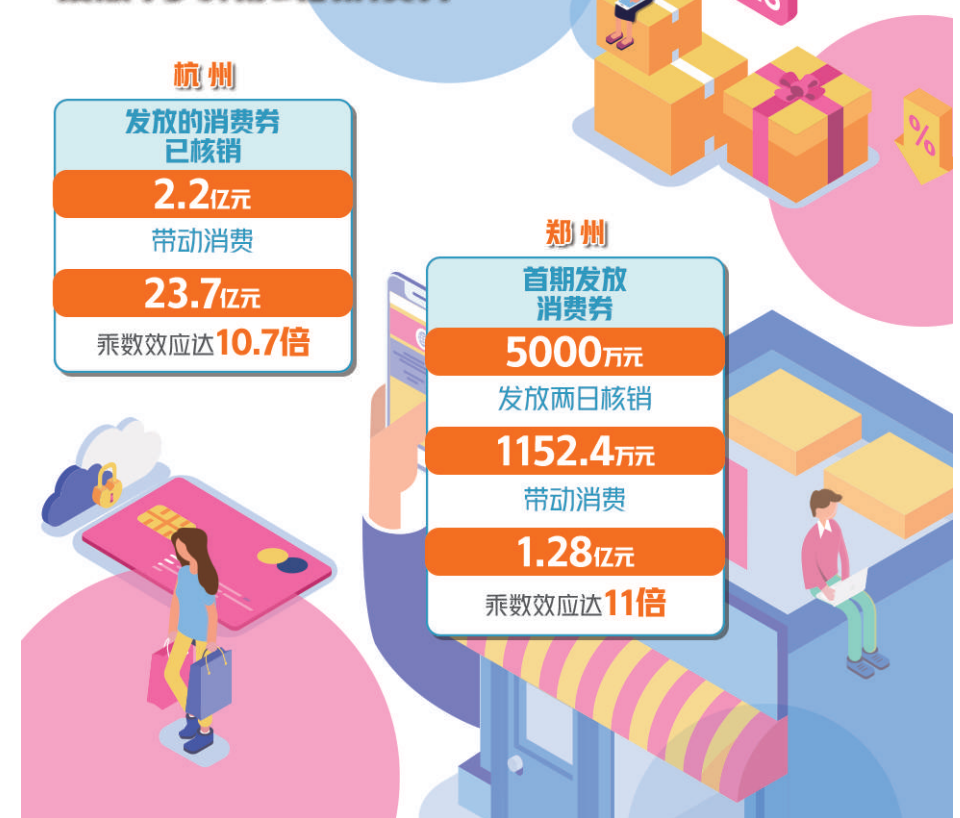 杭州
发放的消费券
已核销
2.2亿元
带动消费
23.7亿元
乘数效应达10.7倍
郑州
首期发放
消费券
5000万元
发放两日核销
1152.4万元
带动消费
1.28亿元
乘数效应达11倍
%